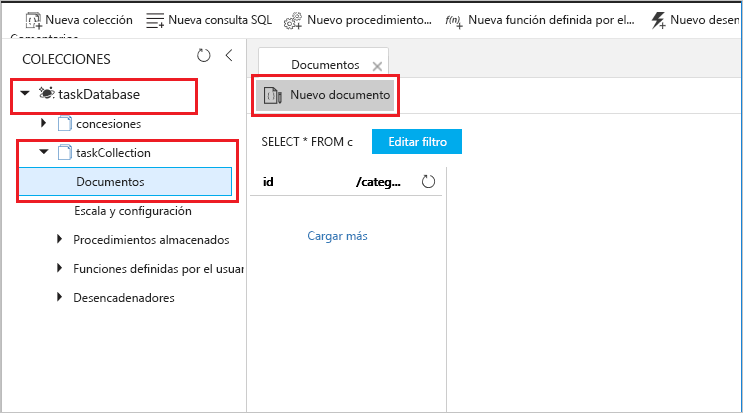 Nueva colección Nueva consulta SQL Nuevo procedimiento... Nueva función definida por el... Nuevo desen
Comentarios
COLECCIONES
Documentos
taskDatabase
Nuevo documento
concesiones
SELECT * FROM c Editar filtro
taskCollection
Documentos
id /categ...
Escala y configuración
Cargar más
Procedimientos almacenados
Funciones definidas por el usuar
Desencadenadores